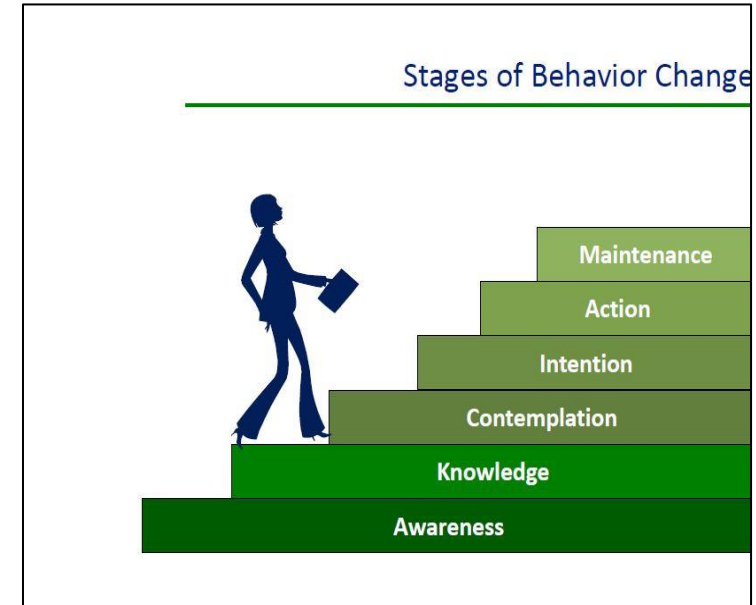 Stages of Behavior Change
Maintenance
Action
Intention
Contemplation
Knowledge
Awareness